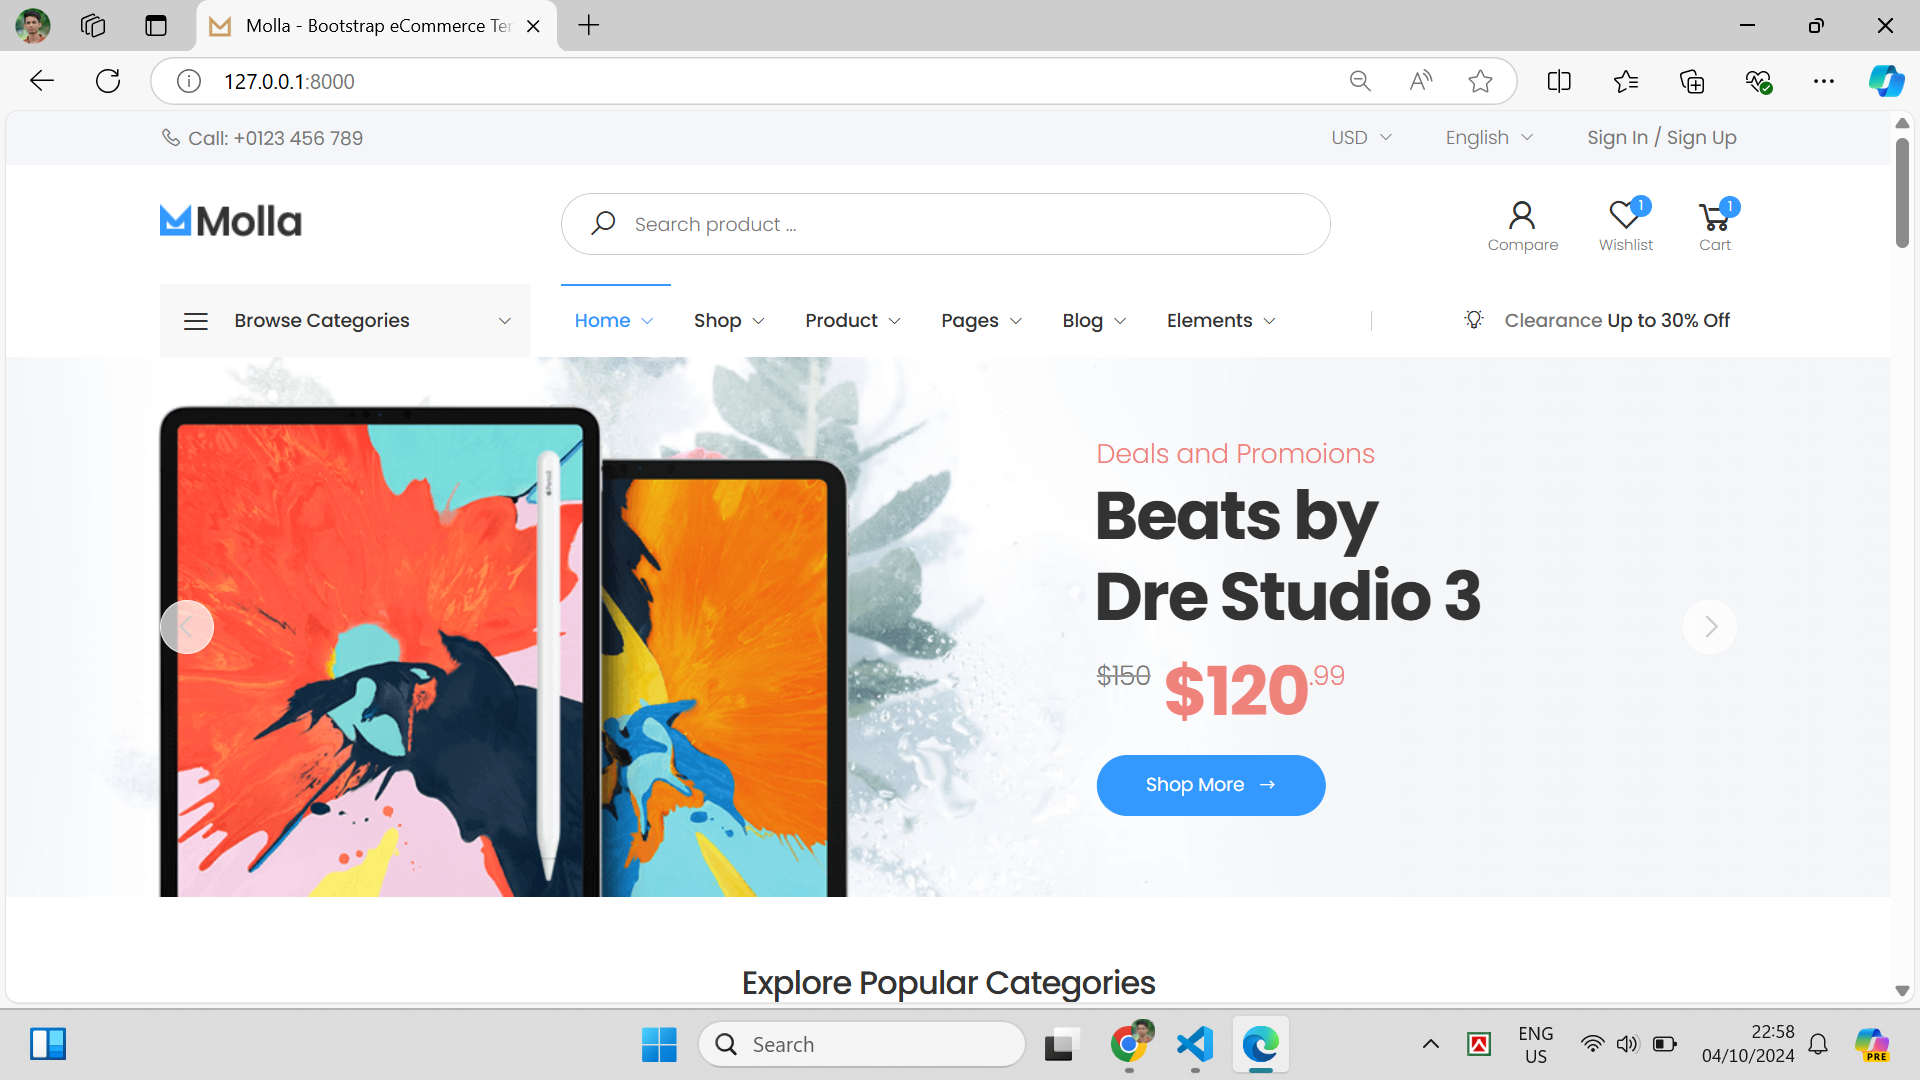 Molla - Bootstrap eCommerce Ter
127.0.0.1:8000
Call: +0123 456 789
USD
English
Sign In / Sign Up
Molla
Search product ...
Compare
1
Wishlist
1
Cart
Browse Categories
Home
Shop
Product
Pages
Blog
Elements
Clearance Up to 30% Off
Deals and Promoions
Beats by
Dre Studio 3
$150 $120.99
Shop More →
Explore Popular Categories
Search
ENG
US
22:58
04/10/2024
PRE